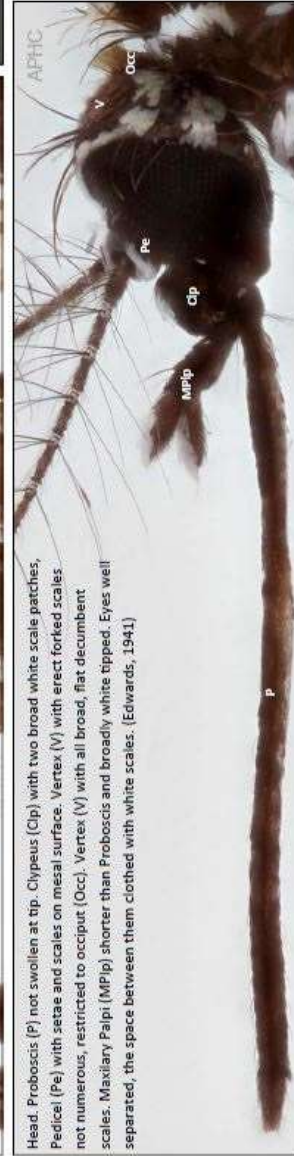 Head. Proboscis (P) not swollen at tip. Clypeus (Clp) with two broad white scale patches,
Pedicel (Pe) with setae and scales on mesal surface. Vertex (V) with erect forked scales
not numerous, restricted to occiput (Occ). Vertex (V) with all broad, flat decumbent
scales. Maxilary Palpi (MPlp) shorter than Proboscis and broadly white tipped. Eyes well
separated, the space between them clothed with white scales. (Edwards, 1941)
APHC
Occ
V
Pe
Clp
MPlp
P